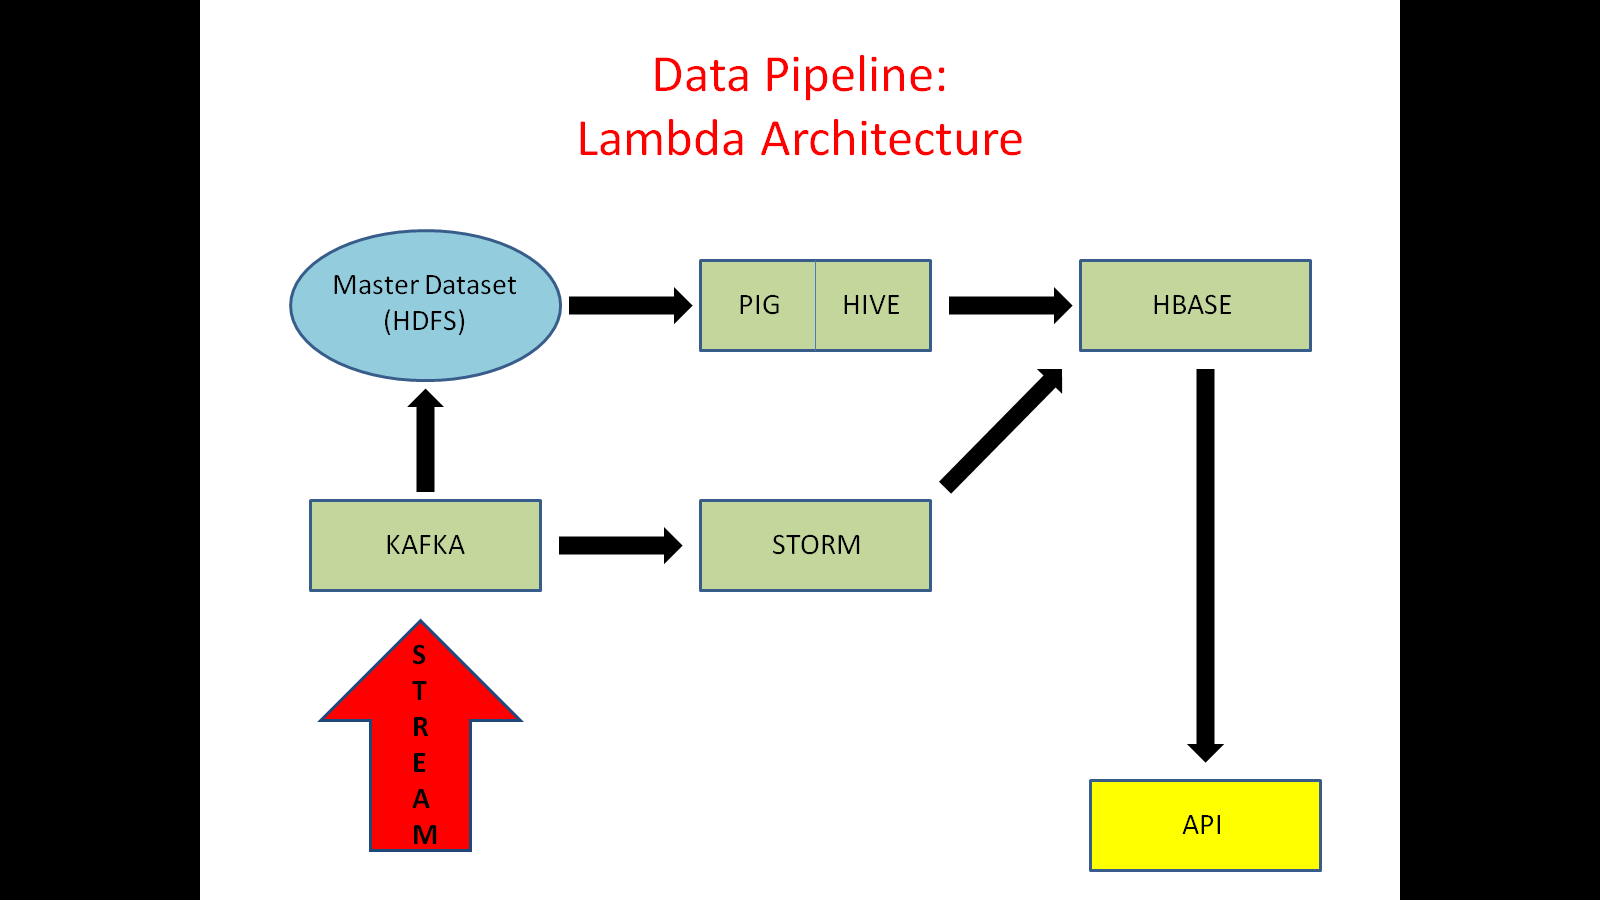 Data Pipeline:
Lambda Architecture
Master Dataset
(HDFS)
PIG
HIVE
HBASE
KAFKA
STORM
S
T
R
E
A
M
API